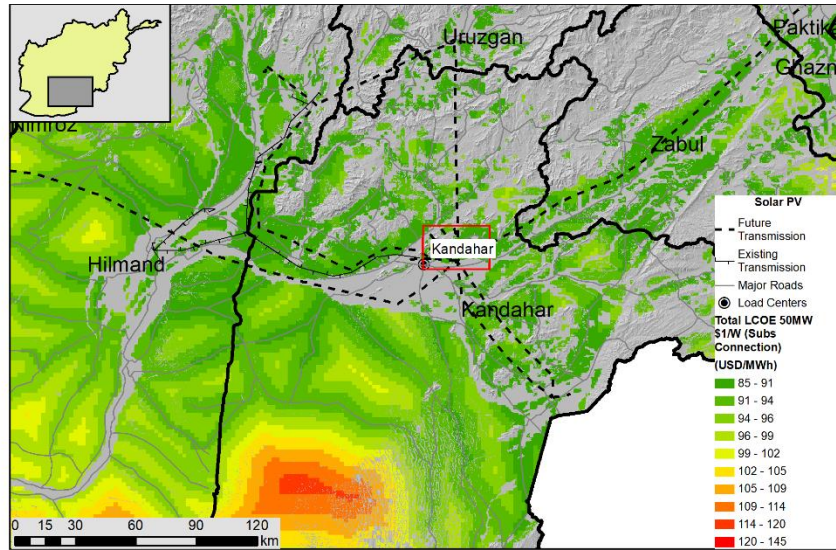 Uruzgan
Paktika
Ghazn
Nimroz
Zabul
Hilmand
Kandahar
Kandahar
Solar PV
Future
Transmission
Existing
Transmission
Major Roads
Load Centers
Total LCOE 50MW
$1/W (Subs
Connection)
(USD/MWh)
85 - 91
91 - 94
94 - 96
96 - 99
99 - 102
102 - 105
105 - 109
109 - 114
114 - 120
120 - 145
0 15 30 60 90 120
km